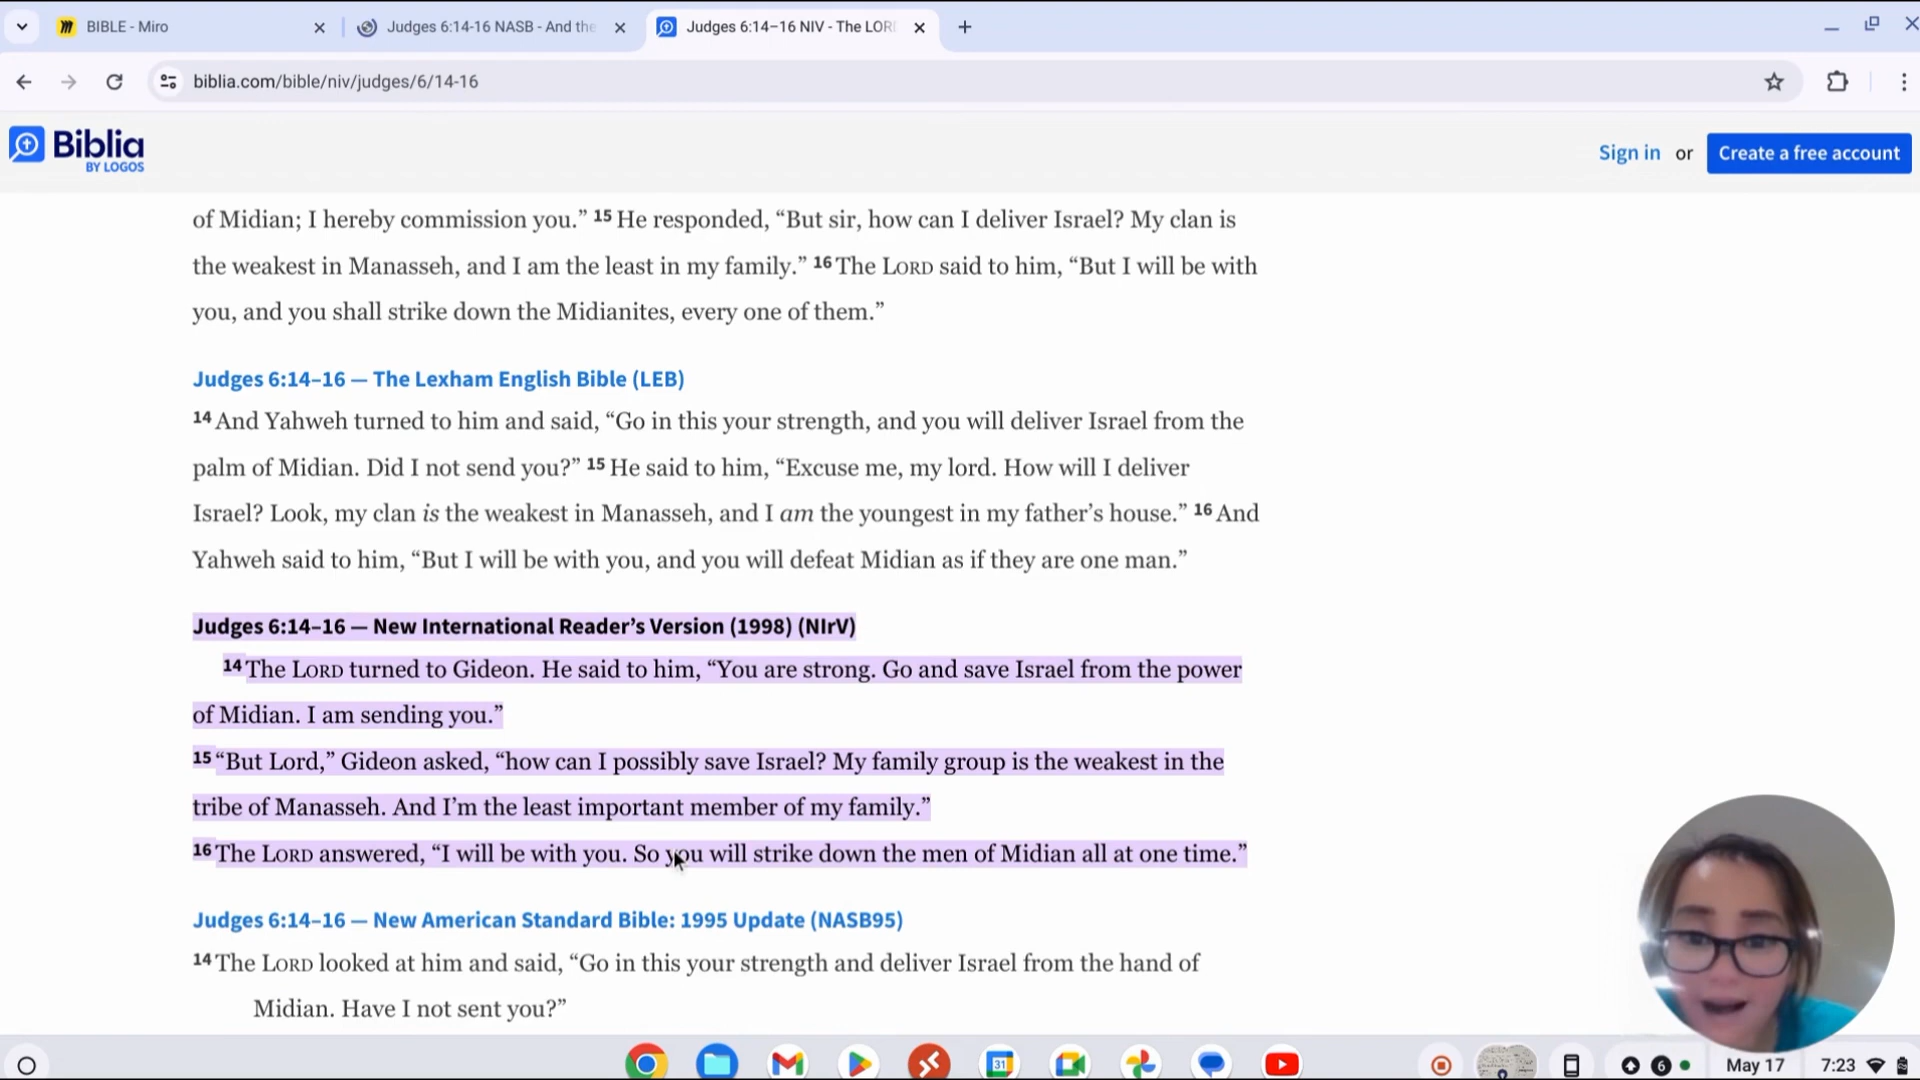 BIBLE - Miro
Judges 6:14-16 NASB - And the
Judges 6:14–16 NIV - The LOR
biblia.com/bible/niv/judges/6/14-16
Biblia
BY LOGOS
Sign in or Create a free account
of Midian; I hereby commission you.” 15 He responded, “But sir, how can I deliver Israel? My clan is
the weakest in Manasseh, and I am the least in my family.” 16 The LORD said to him, “But I will be with
you, and you shall strike down the Midianites, every one of them.”
Judges 6:14–16 — The Lexham English Bible (LEB)
14 And Yahweh turned to him and said, “Go in this your strength, and you will deliver Israel from the
palm of Midian. Did I not send you?” 15 He said to him, “Excuse me, my lord. How will I deliver
Israel? Look, my clan is the weakest in Manasseh, and I am the youngest in my father’s house.” 16 And
Yahweh said to him, “But I will be with you, and you will defeat Midian as if they are one man.”
Judges 6:14–16 — New International Reader’s Version (1998) (NIrV)
14 The LORD turned to Gideon. He said to him, “You are strong. Go and save Israel from the power
of Midian. I am sending you.”
15 “But Lord,” Gideon asked, “how can I possibly save Israel? My family group is the weakest in the
tribe of Manasseh. And I’m the least important member of my family.”
16 The LORD answered, “I will be with you. So you will strike down the men of Midian all at one time.”
Judges 6:14–16 — New American Standard Bible: 1995 Update (NASB95)
14 The LORD looked at him and said, “Go in this your strength and deliver Israel from the hand of
Midian. Have I not sent you?”
31
6
May 17
7:23